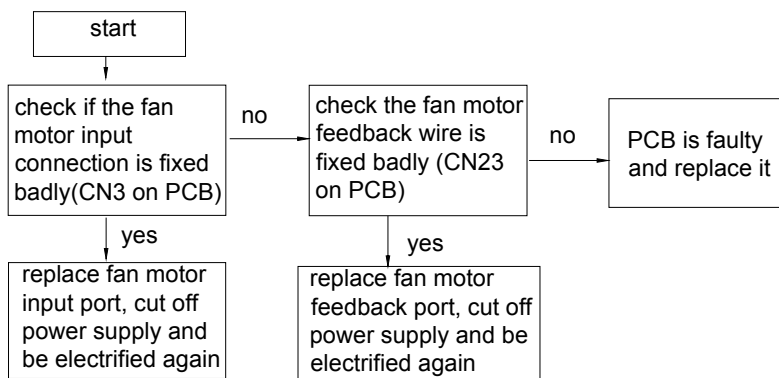 start
check if the fan
motor input
connection is fixed
badly(CN3 on PCB)
no
check the fan motor
feedback wire is
fixed badly (CN23
on PCB)
no
PCB is faulty
and replace it
yes
replace fan motor
input port, cut off
power supply and
be electrified again
yes
replace fan motor
feedback port, cut off
power supply and be
electrified again